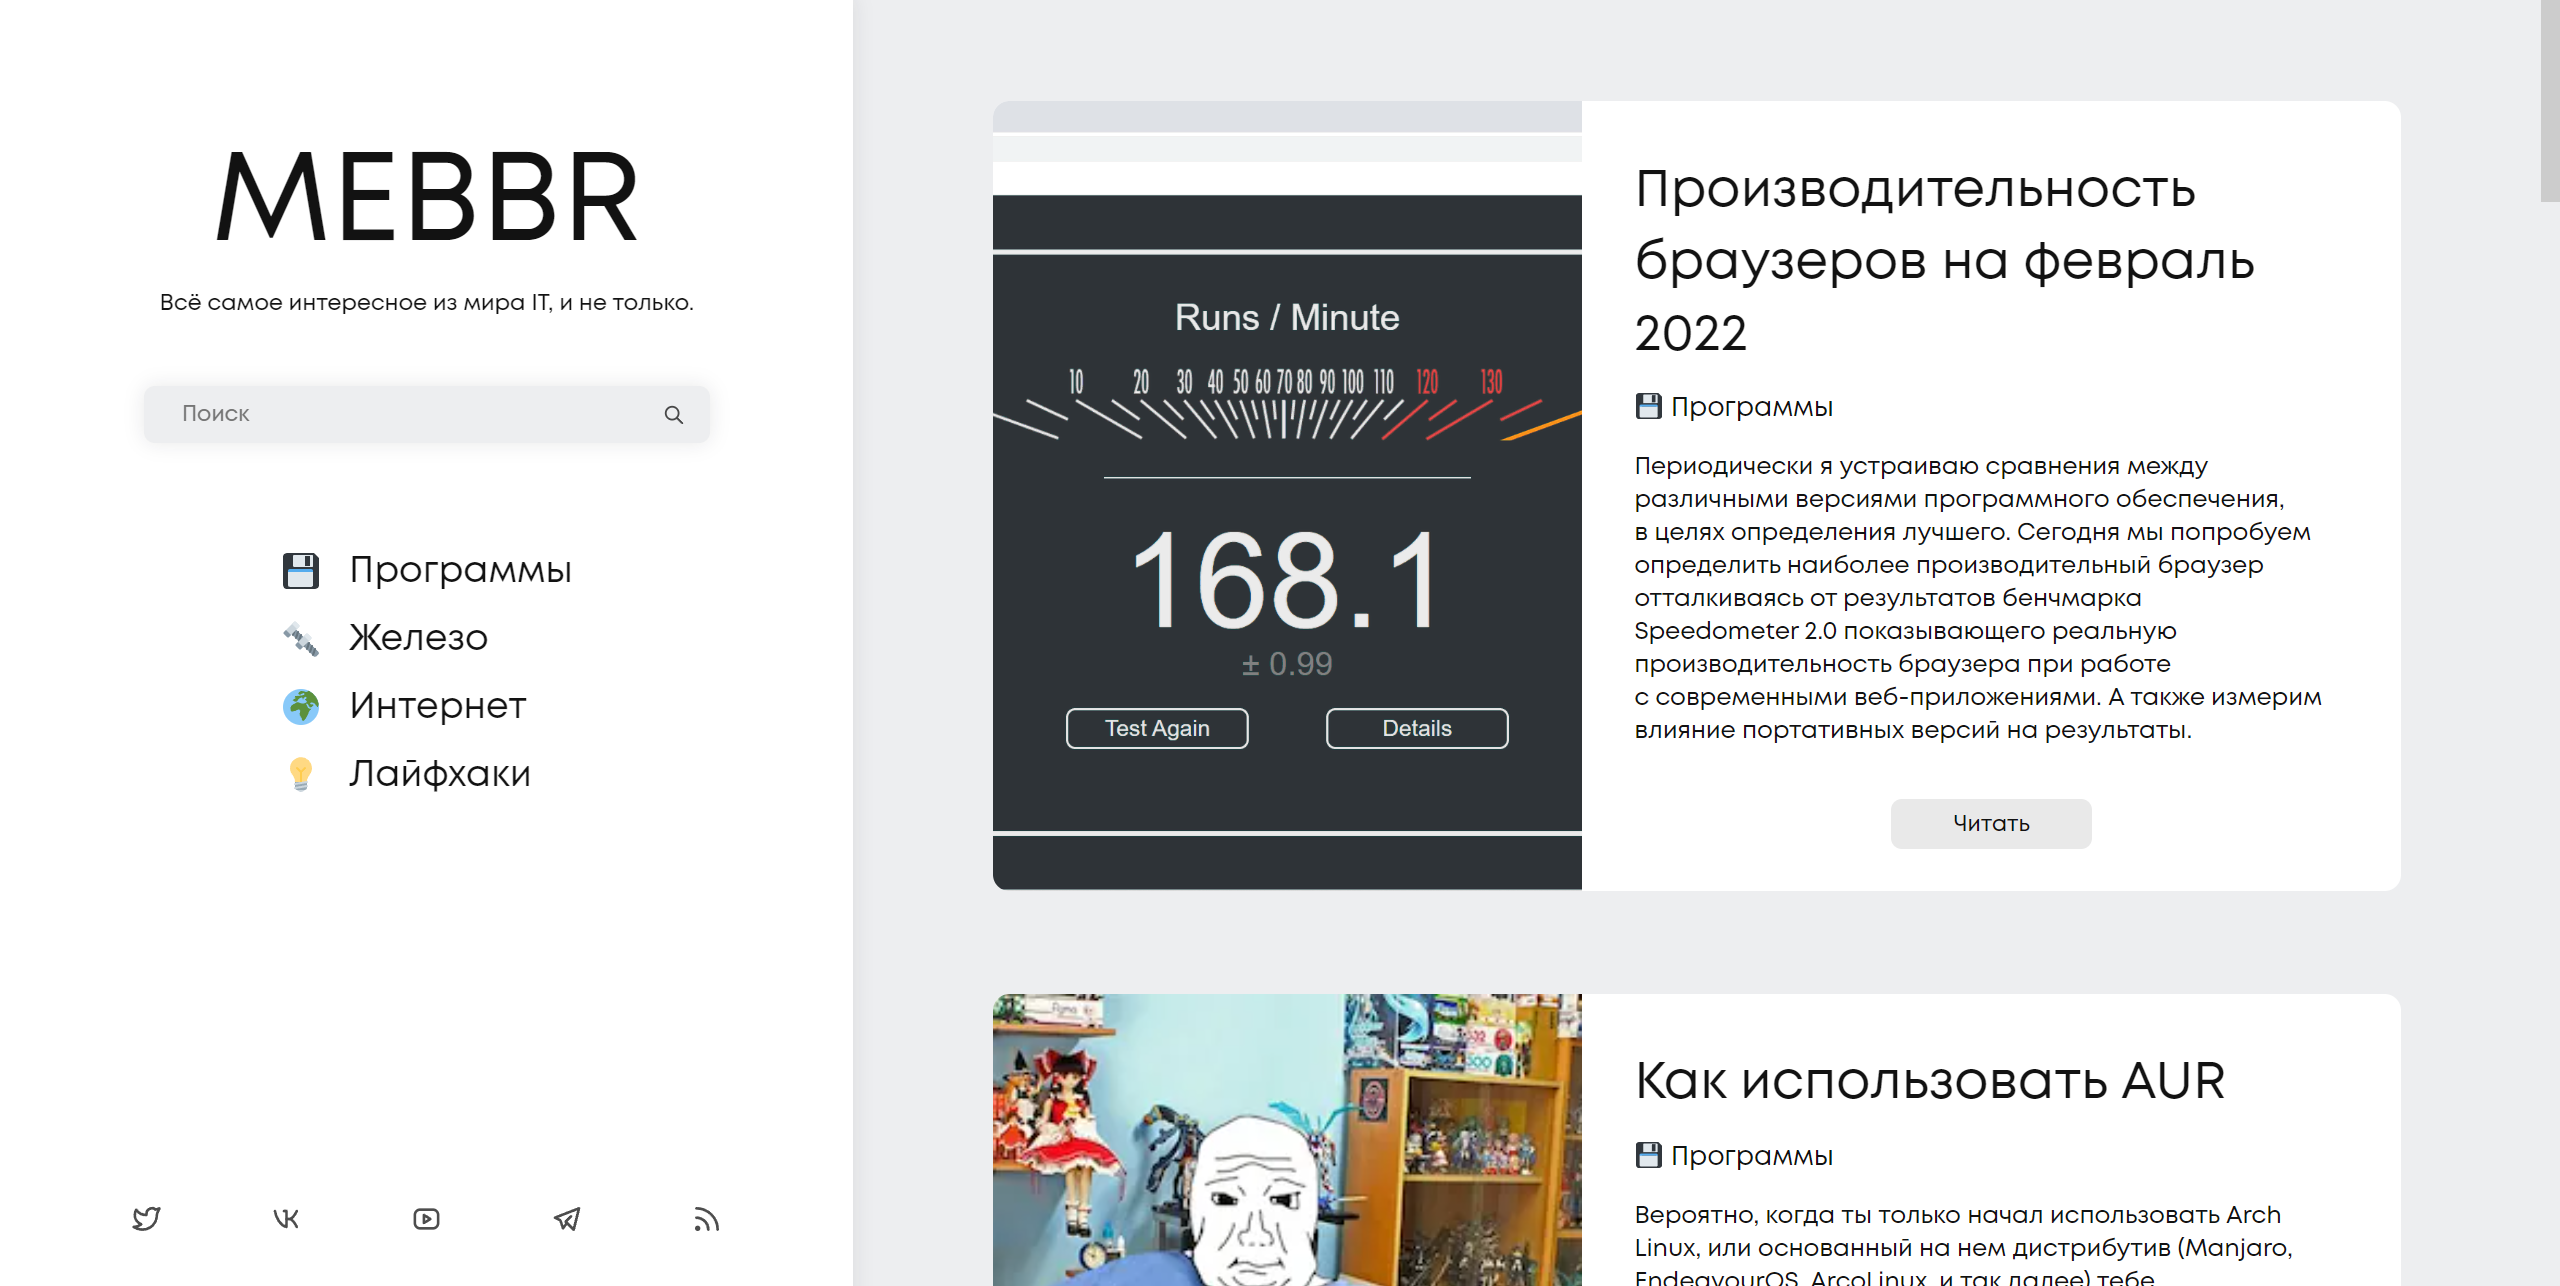 MEBBR
Всё самое интересное из мира IT, и не только.
Поиск
Программы
Железо
Интернет
Лайфхаки
Runs / Minute
10 20 30 40 50 60 70 80 90 100 110 120 130
168.1
± 0.99
Test Again Details
Производительность
браузеров на февраль
2022
Программы
Периодически я устраиваю сравнения между
различными версиями программного обеспечения,
в целях определения лучшего. Сегодня мы попробуем
определить наиболее производительный браузер
отталкиваясь от результатов бенчмарка
Speedometer 2.0 показывающего реальную
производительность браузера при работе
с современными веб-приложениями. А также измерим
влияние портативных версий на результаты.
Читать
Как использовать AUR
Программы
Вероятно, когда ты только начал использовать Arch
Linux, или основанный на нем дистрибутив (Manjaro,
EndeavourOS, ArcoLinux, и так далее) тебе